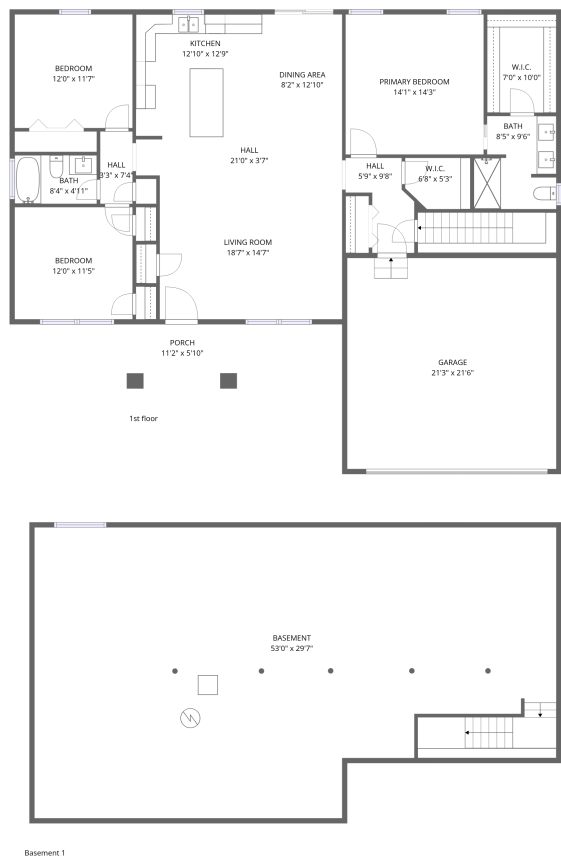 KITCHEN
12'10" x 12'9"
BEDROOM
12'0" x 11'7"
DINING AREA
8'2" x 12'10"
PRIMARY BEDROOM
14'1" x 14'3"
W.I.C.
7'0" x 10'0"
BATH
8'5" x 9'6"
HALL
21'0" x 3'7"
HALL
3'3" x 7'4"
BATH
8'4" x 4'11"
HALL
5'9" x 9'8"
W.I.C.
6'8" x 5'3"
LIVING ROOM
18'7" x 14'7"
BEDROOM
12'0" x 11'5"
PORCH
11'2" x 5'10"
GARAGE
21'3" x 21'6"
1st floor
BASEMENT
53'0" x 29'7"
Basement 1